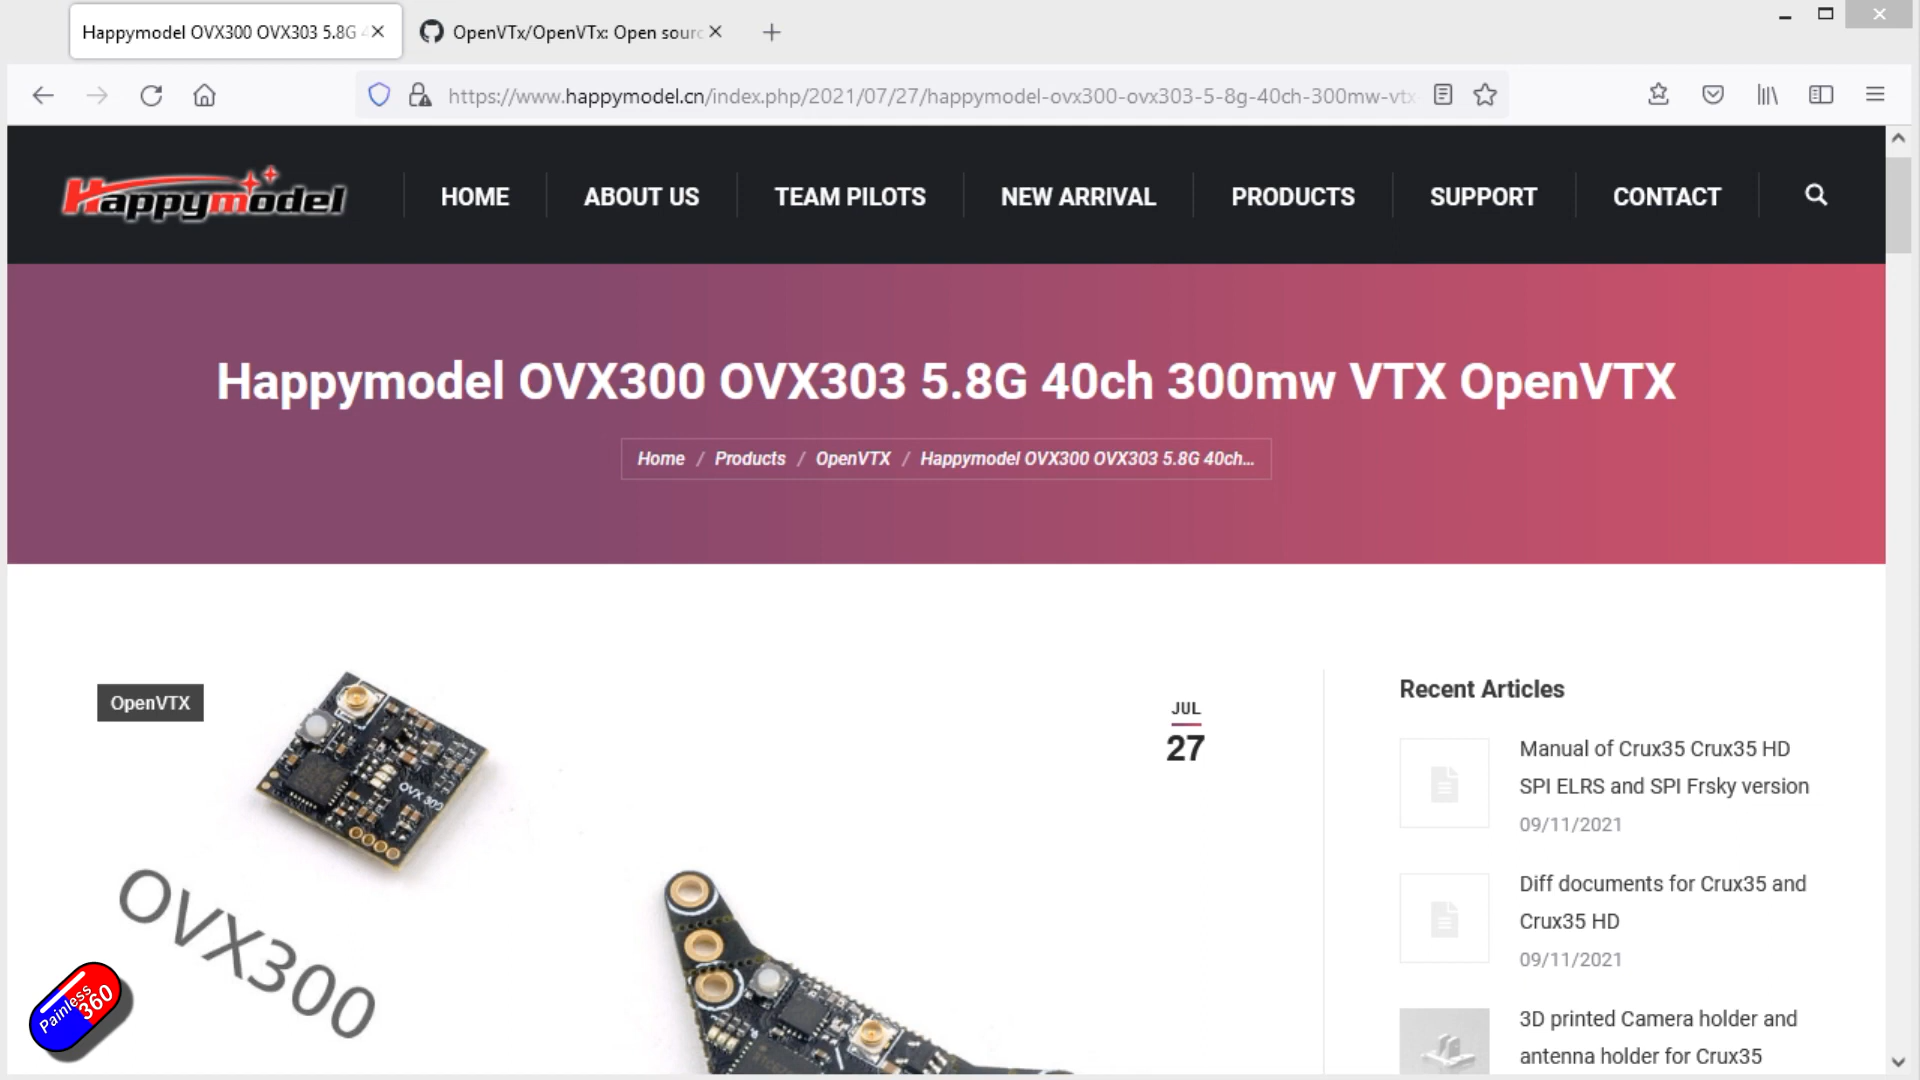 Happymodel OVX300 OVX303 5.8G
OpenVTx/OpenVTx: Open sourc
https://www.happymodel.cn/index.php/2021/07/27/happymodel-ovx300-ovx303-5-8g-40ch-300mw-vtx-
Happymodel
HOME
ABOUT US
TEAM PILOTS
NEW ARRIVAL
PRODUCTS
SUPPORT
CONTACT
Happymodel OVX300 OVX303 5.8G 40ch 300mw VTX OpenVTX
Home / Products / OpenVTX / Happymodel OVX300 OVX303 5.8G 40ch…
OpenVTX
OVX 300
OVX300
JUL
27
Recent Articles
Manual of Crux35 Crux35 HD
SPI ELRS and SPI Frsky version
09/11/2021
Diff documents for Crux35 and
Crux35 HD
09/11/2021
3D printed Camera holder and
antenna holder for Crux35
Painless
360